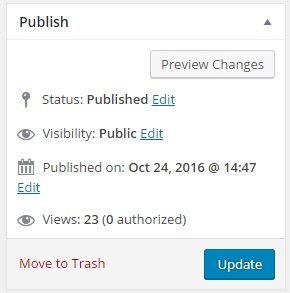 Publish
Preview Changes
Status: Published Edit
Visibility: Public Edit
Published on: Oct 24, 2016 @ 14:47
Edit
Views: 23 (0 authorized)
Move to Trash
Update